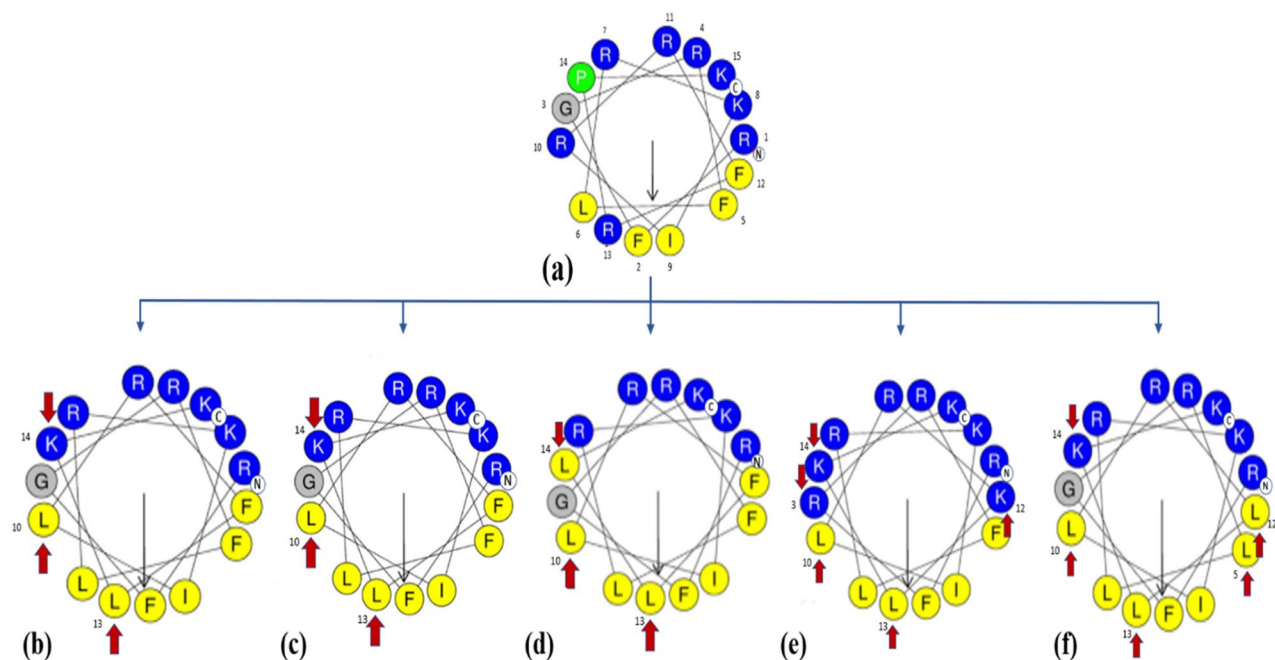 11
7 4
R R R 15
14 P K
C
3 G K 8
10 R R 1
N
F 12
L F 5
6 R F I
13 2 9
(a)
R R K C
R K
14 K
G R N
10 L F
F
L L F I
13
(b)
R R K C
R K
14 K
G R N
10 L F
F
L L F I
13
(c)
R R K C
R K
14 L R
G N
F
10 L F
L L F I
13
(d)
R R K C
R K
14 K R
N
3 R K
12
10 L F
L L F I
13
(e)
R R K C
R K
14 K
G R N
10 L L 12
L 5
L L F I
13
(f)